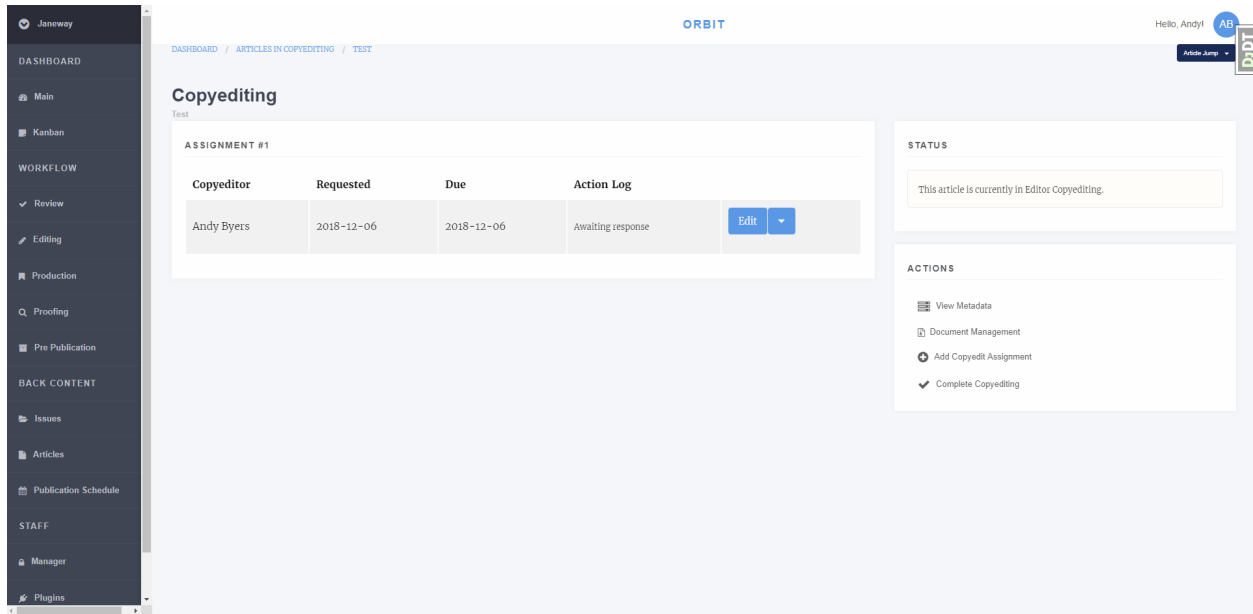 Janeway
ORBIT
Hello, Andy!
AB
DjDT
DASHBOARD
Main
Kanban
WORKFLOW
Review
Editing
Production
Proofing
Pre Publication
BACK CONTENT
Issues
Articles
Publication Schedule
STAFF
Manager
Plugins
DASHBOARD / ARTICLES IN COPYEDITING / TEST
Article Jump
Copyediting
Test
ASSIGNMENT #1
Copyeditor Requested Due Action Log
Andy Byers 2018-12-06 2018-12-06 Awaiting response Edit
STATUS
This article is currently in Editor Copyediting.
ACTIONS
View Metadata
Document Management
Add Copyedit Assignment
Complete Copyediting